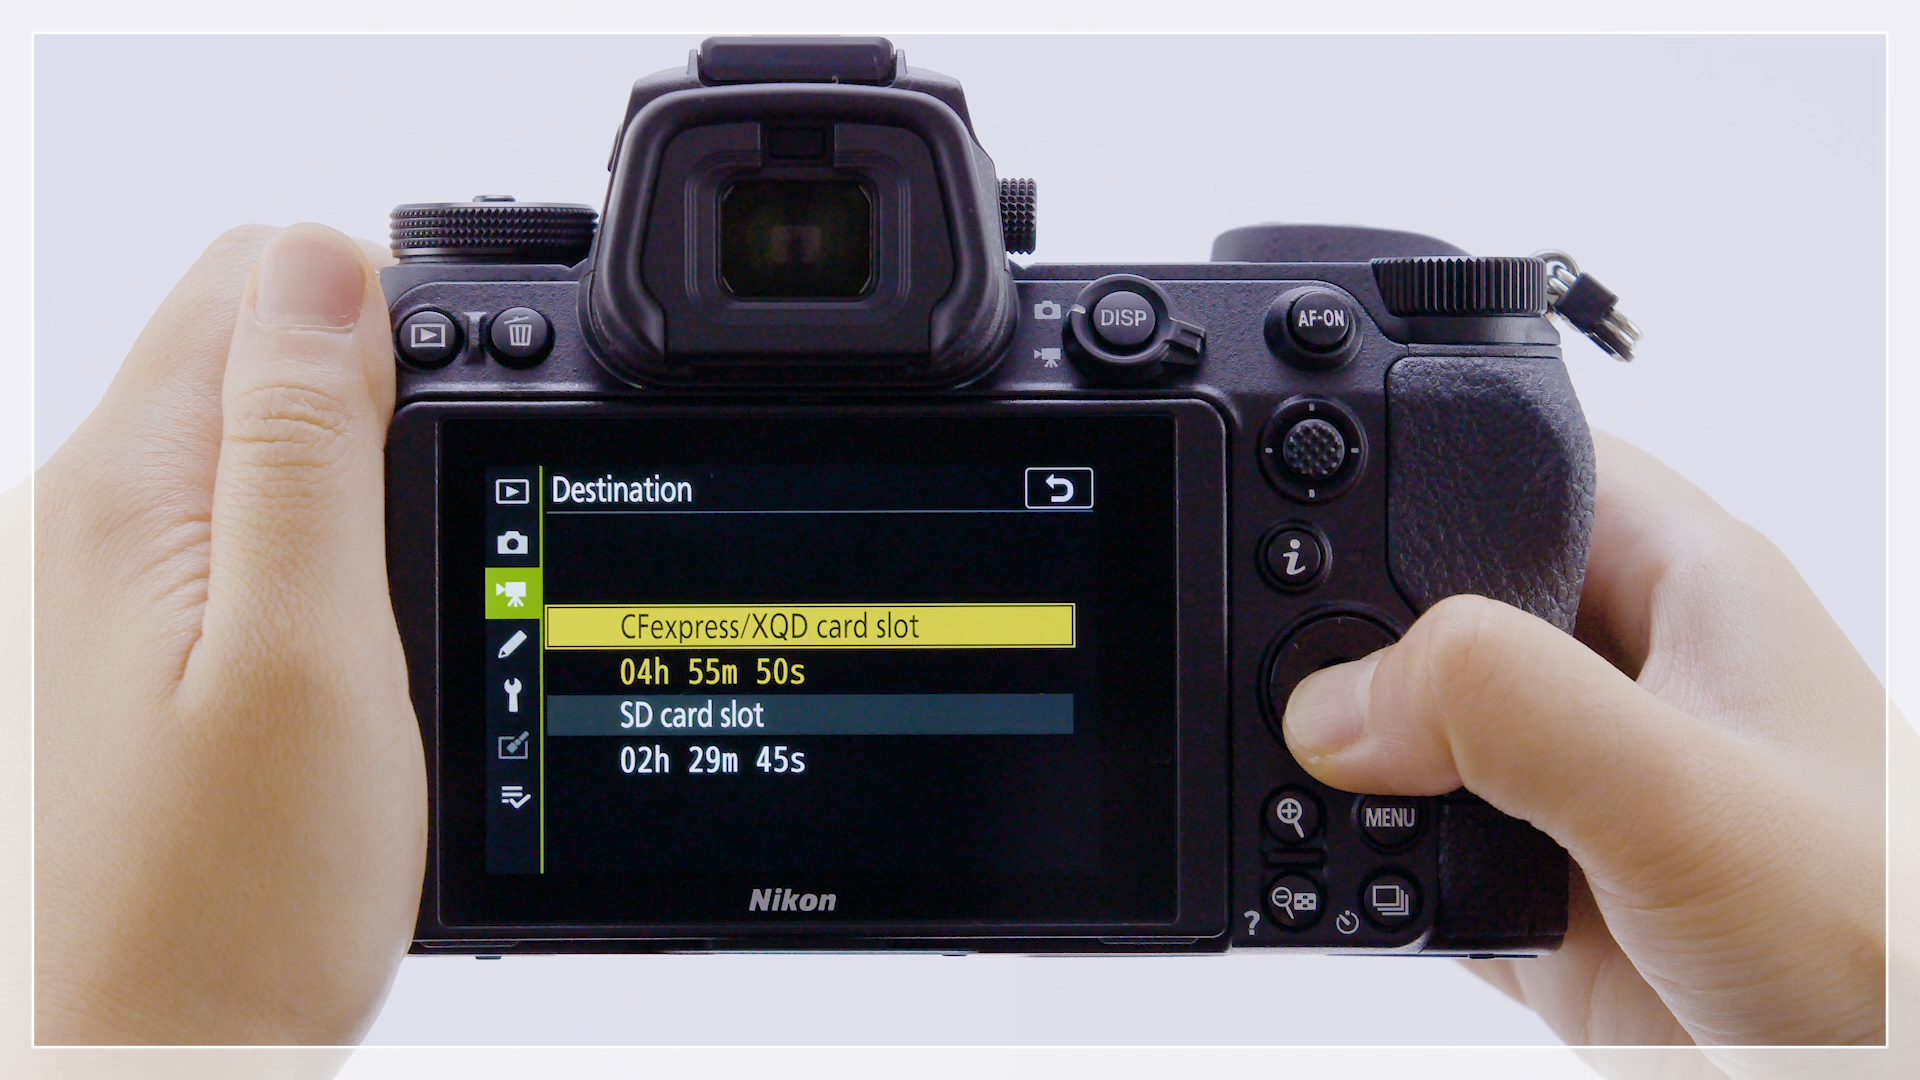 DISP
AF-ON
Destination
i
CFexpress/XQD card slot
04h 55m 50s
SD card slot
02h 29m 45s
MENU
Nikon
?